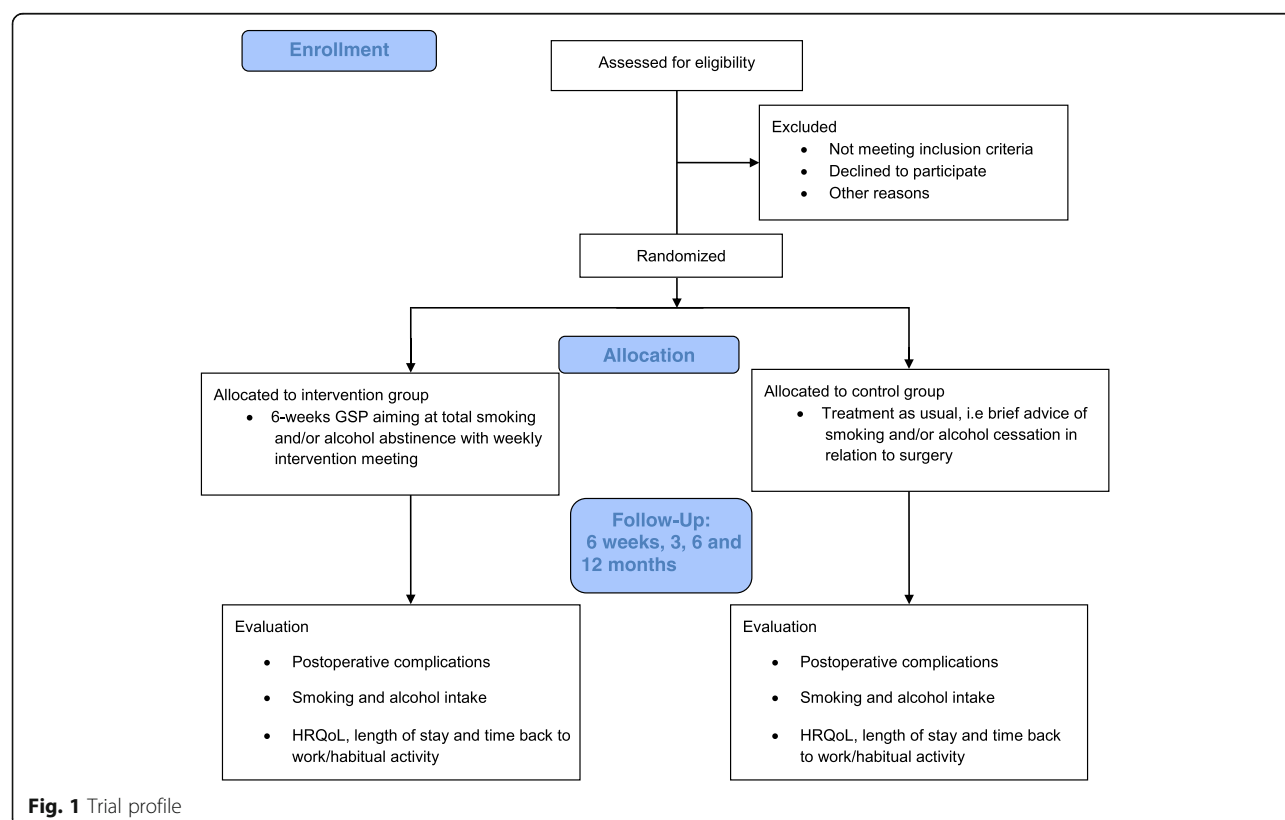 Enrollment
Assessed for eligibility
Excluded
• Not meeting inclusion criteria
• Declined to participate
• Other reasons
Randomized
Allocation
Allocated to intervention group
• 6-weeks GSP aiming at total smoking
and/or alcohol abstinence with weekly
intervention meeting
Allocated to control group
• Treatment as usual, i.e brief advice of
smoking and/or alcohol cessation in
relation to surgery
Follow-Up:
6 weeks, 3, 6 and
12 months
Evaluation
• Postoperative complications
• Smoking and alcohol intake
• HRQoL, length of stay and time back to
work/habitual activity
Evaluation
• Postoperative complications
• Smoking and alcohol intake
• HRQoL, length of stay and time back
to work/habitual activity
Fig. 1 Trial profile